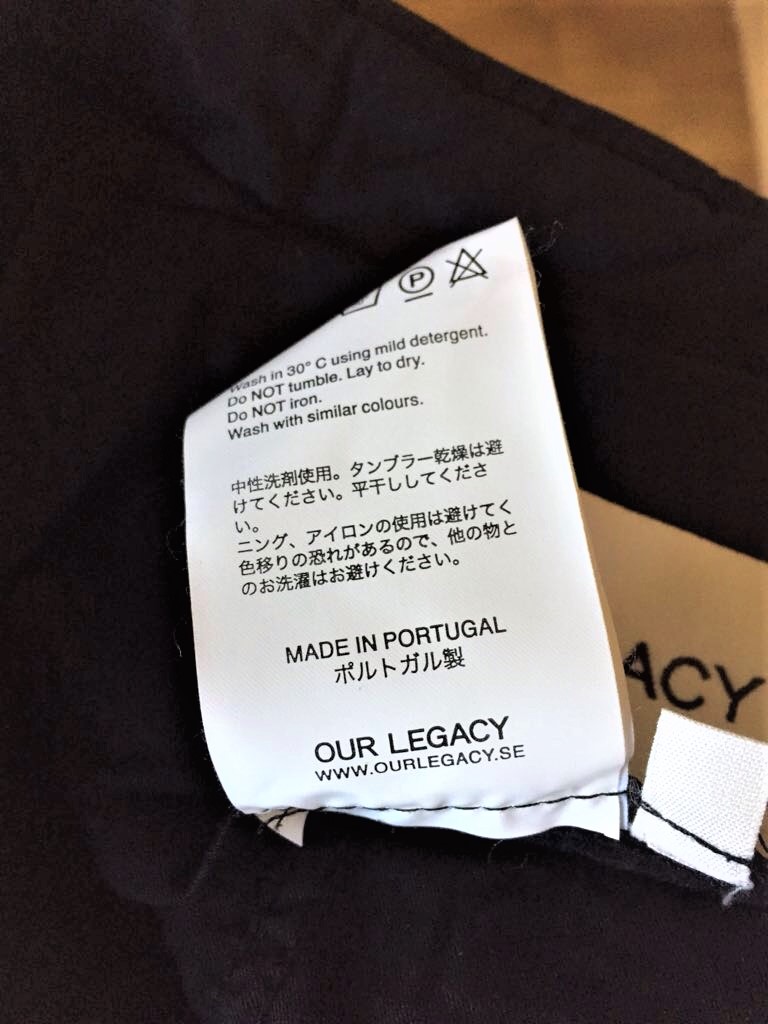 P
Wash in 30° C using mild detergent.
Do NOT tumble. Lay to dry.
Do NOT iron.
Wash with similar colours.
中性洗剤使用。タンブラー乾燥は避
けてください。平干ししてくださ
い。
ニング、アイロンの使用は避けてく
色移りの恐れがあるので、他の物と
のお洗濯はお避けください。
MADE IN PORTUGAL
ポルトガル製
OUR LEGACY
WWW.OURLEGACY.SE
ACY